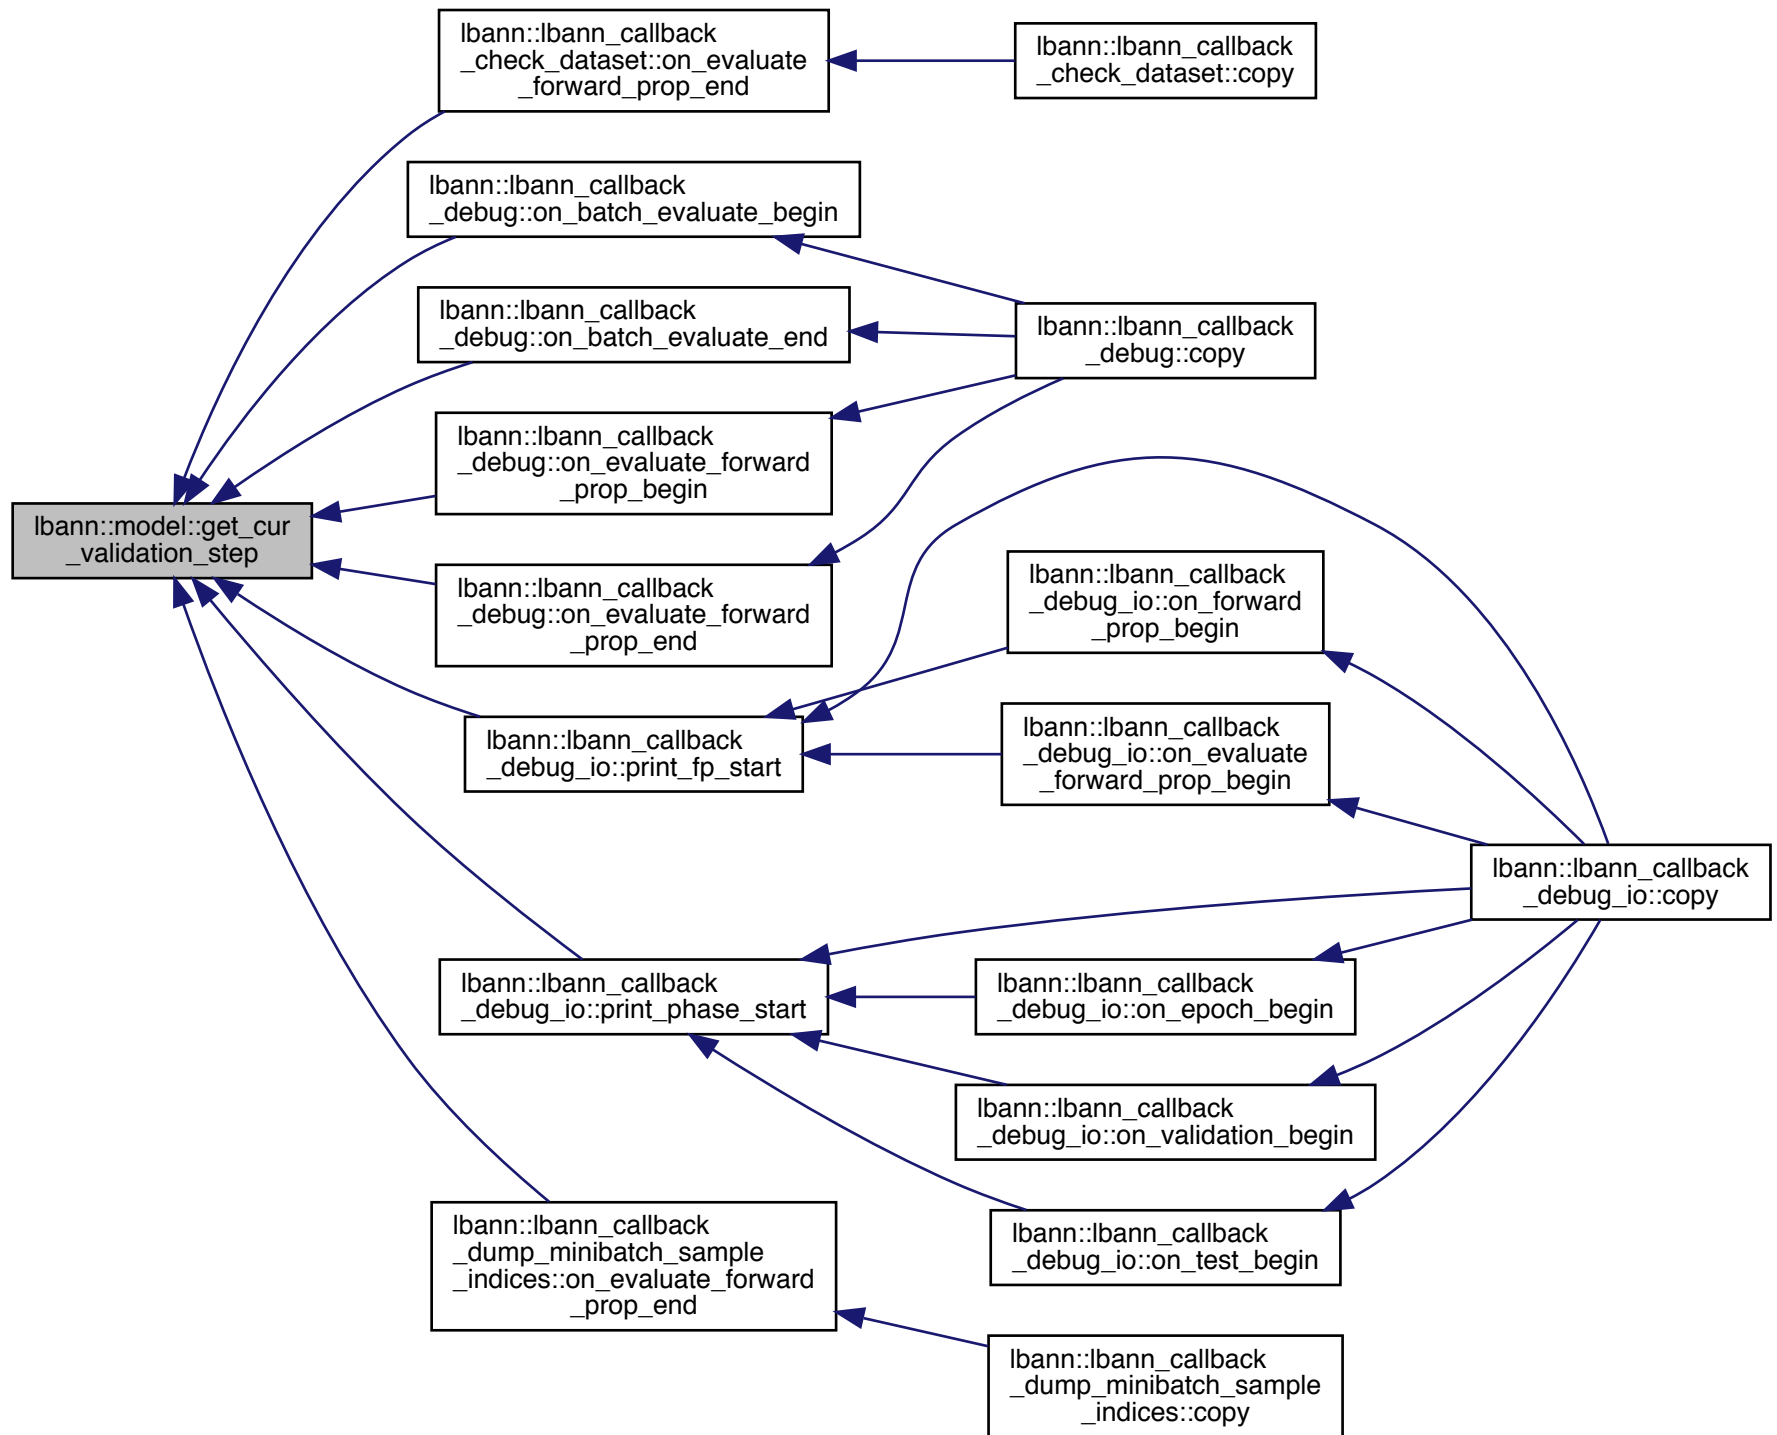 lbann::lbann_callback
_check_dataset::on_evaluate
_forward_prop_end
lbann::lbann_callback
_check_dataset::copy
lbann::lbann_callback
_debug::on_batch_evaluate_begin
lbann::lbann_callback
_debug::on_batch_evaluate_end
lbann::lbann_callback
_debug::copy
lbann::lbann_callback
_debug::on_evaluate_forward
_prop_begin
lbann::model::get_cur
_validation_step
lbann::lbann_callback
_debug::on_evaluate_forward
_prop_end
lbann::lbann_callback
_debug_io::on_forward
_prop_begin
lbann::lbann_callback
_debug_io::print_fp_start
lbann::lbann_callback
_debug_io::on_evaluate
_forward_prop_begin
lbann::lbann_callback
_debug_io::copy
lbann::lbann_callback
_debug_io::print_phase_start
lbann::lbann_callback
_debug_io::on_epoch_begin
lbann::lbann_callback
_debug_io::on_validation_begin
lbann::lbann_callback
_dump_minibatch_sample
_indices::on_evaluate_forward
_prop_end
lbann::lbann_callback
_debug_io::on_test_begin
lbann::lbann_callback
_dump_minibatch_sample
_indices::copy